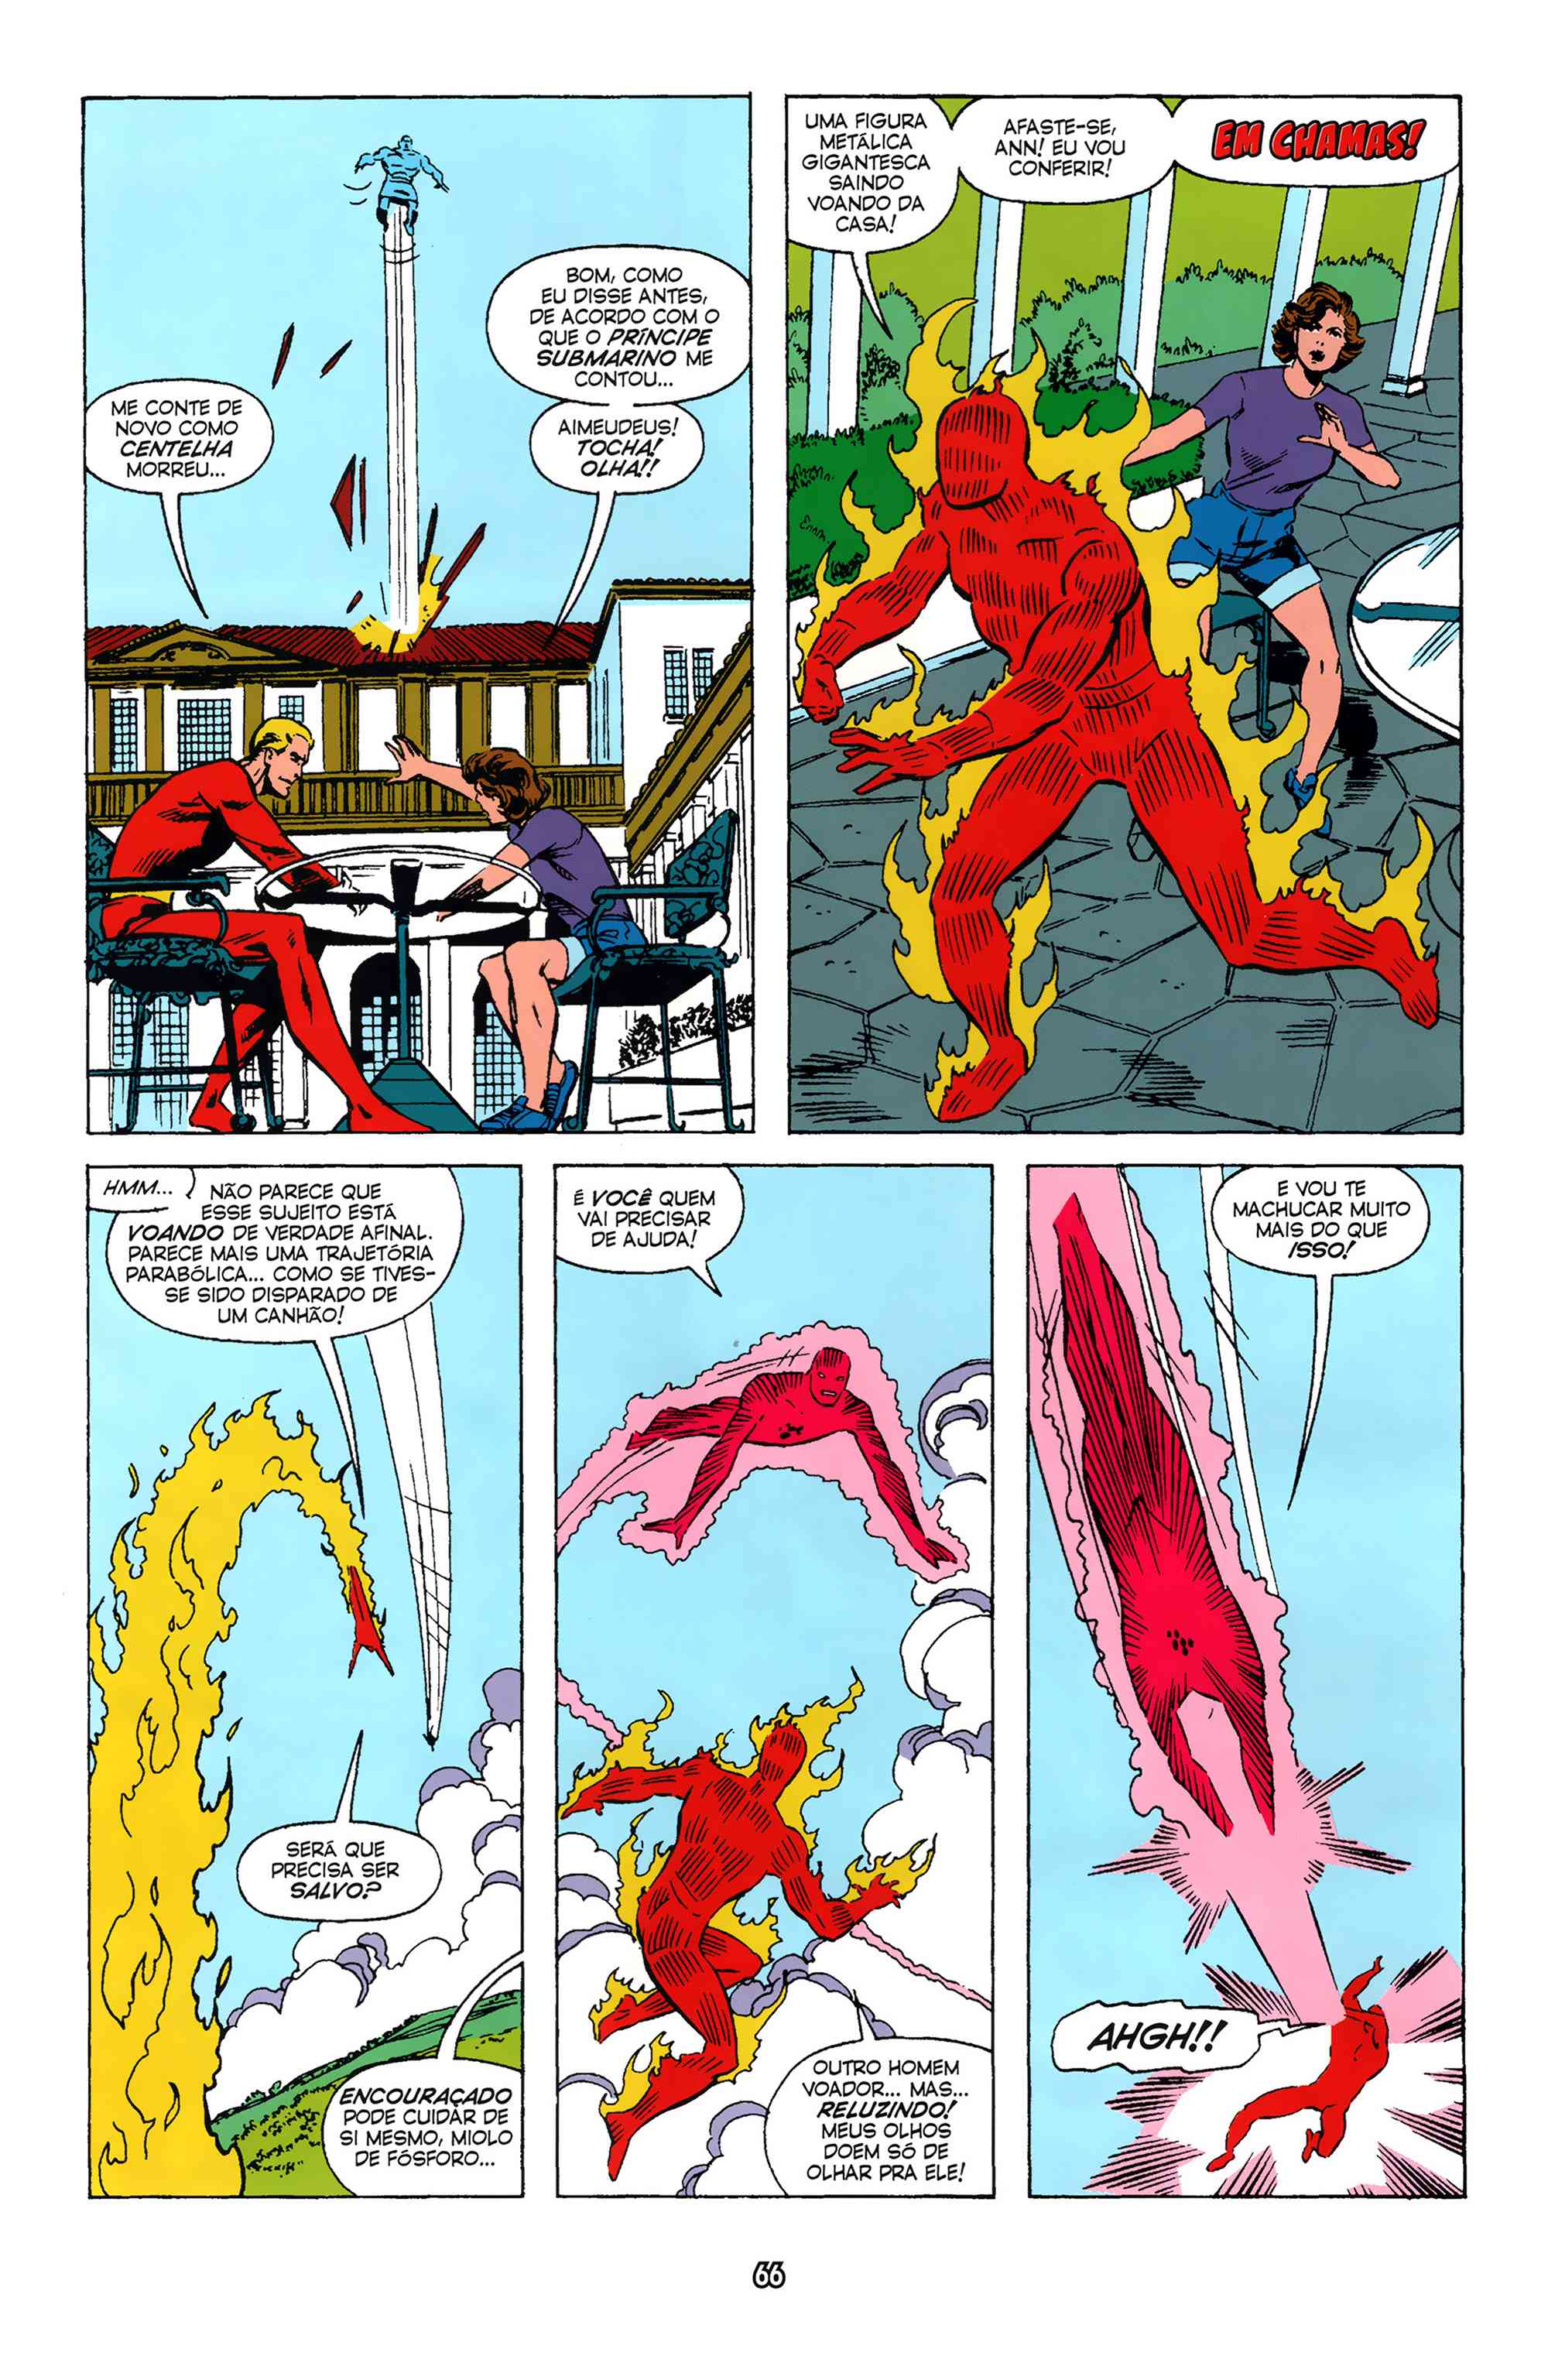 ME CONTE DE
NOVO COMO
CENTELHA
MORREU...
BOM, COMO
EU DISSE ANTES,
DE ACORDO COM O
QUE O PRÍNCIPE
SUBMARINO ME
CONTOU...
AIMEUDEUS!
TOCHA!
OLHA!!
UMA FIGURA
METÁLICA
GIGANTESCA
SAINDO
VOANDO DA
CASA!
AFASTE-SE,
ANN! EU VOU
CONFERIR!
EM CHAMAS!
HMM...
NÃO PARECE QUE
ESSE SUJEITO ESTÁ
VOANDO DE VERDADE AFINAL.
PARECE MAIS UMA TRAJETÓRIA
PARABÓLICA... COMO SE TIVES-
SE SIDO DISPARADO DE
UM CANHÃO!
SERÁ QUE
PRECISA SER
SALVO?
ENCOURAÇADO
PODE CUIDAR DE
SI MESMO, MIOLO
DE FÓSFORO...
É VOCÊ QUEM
VAI PRECISAR
DE AJUDA!
OUTRO HOMEM
VOADOR... MAS...
RELUZINDO!
MEUS OLHOS
DOEM SÓ DE
OLHAR PRA ELE!
E VOU TE
MACHUCAR MUITO
MAIS DO QUE
ISSO!
AHGH!!
66